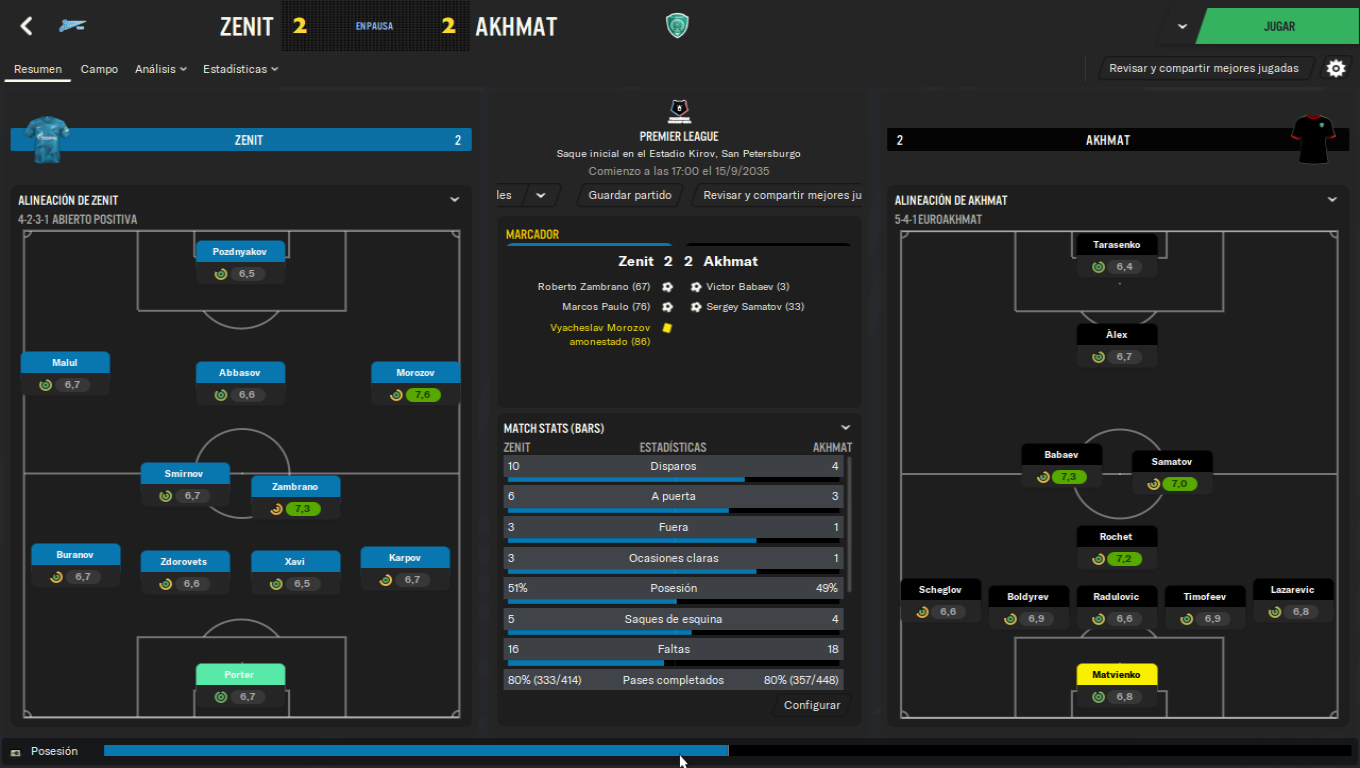 ZENIT 2 EN PAUSA 2 AKHMAT
JUGAR
Resumen Campo Análisis Estadísticas
Revisar y compartir mejores jugadas
ZENIT 2
PREMIER LEAGUE
Saque inicial en el Estadio Kirov, San Petersburgo
Comienzo a las 17:00 el 15/9/2035
les Guardar partido Revisar y compartir mejores ju
2 AKHMAT
ALINEACIÓN DE ZENIT
4-2-3-1 ABIERTO POSITIVA
Pozdnyakov
6,5
Malul
6,7
Abbasov
6,6
Morozov
7,6
Smirnov
6,7
Zambrano
7,3
Buranov
6,7
Zdorovets
6,6
Xavi
6,5
Karpov
6,7
Porter
6,7
MARCADOR
Zenit 2 2 Akhmat
Roberto Zambrano (67) Victor Babaev (3)
Marcos Paulo (76) Sergey Samatov (33)
Vyacheslav Morozov
amonestado (86)
MATCH STATS (BARS)
ZENIT ESTADÍSTICAS AKHMAT
10 Disparos 4
6 A puerta 3
3 Fuera 1
3 Ocasiones claras 1
51% Posesión 49%
5 Saques de esquina 4
16 Faltas 18
80% (333/414) Pases completados 80% (357/448)
Configurar
ALINEACIÓN DE AKHMAT
5-4-1 EUROAKHMAT
Tarasenko
6,4
Álex
6,7
Babaev
7,3
Samatov
7,0
Rochet
7,2
Scheglov
6,6
Boldyrev
6,9
Radulovic
6,6
Timofeev
6,9
Lazarevic
6,8
Matvienko
6,8
Posesión